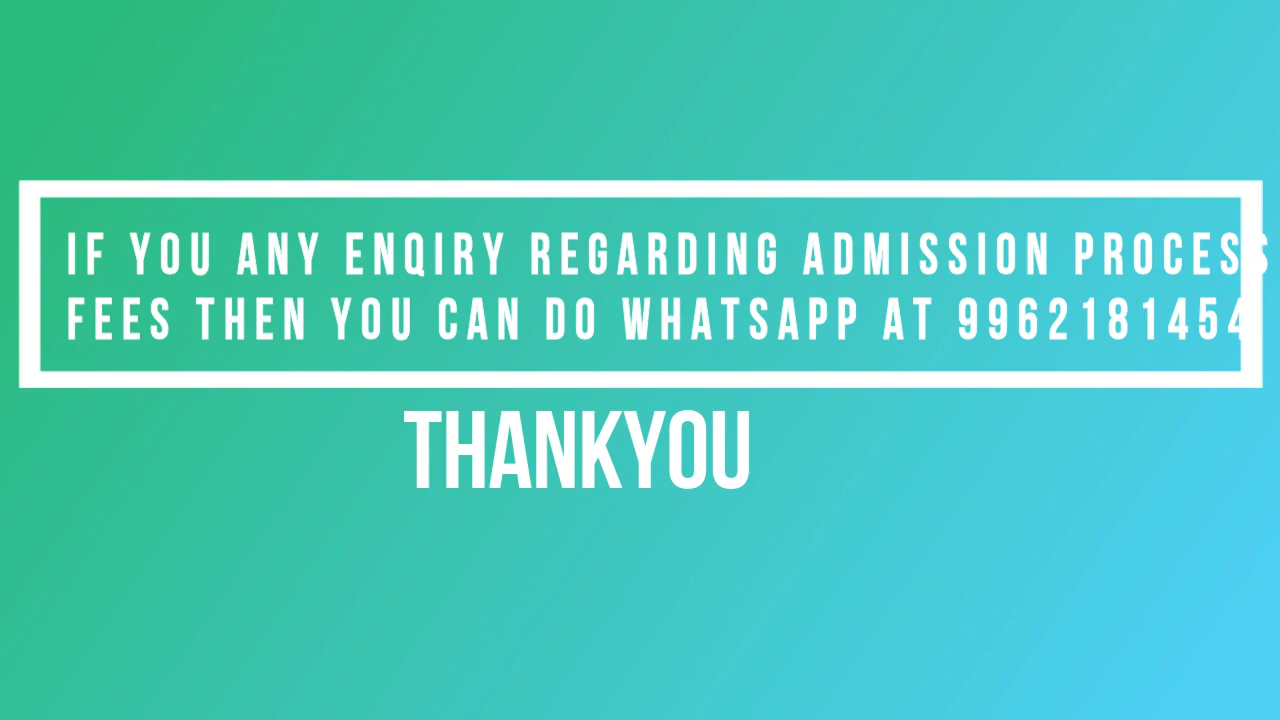 IF YOU ANY ENQIRY REGARDING ADMISSION PROCESS
FEES THEN YOU CAN DO WHATSAPP AT 9962181454
THANKYOU